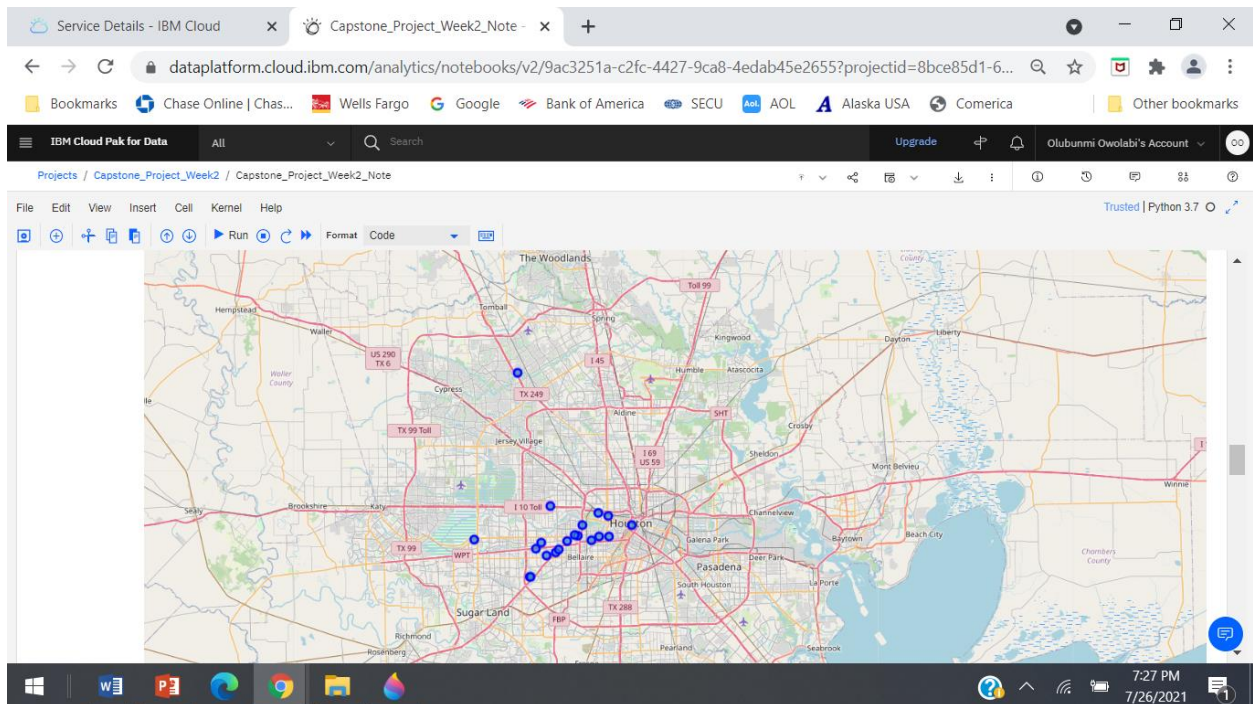 Service Details - IBM Cloud
Capstone_Project_Week2_Note -
dataplatform.cloud.ibm.com/analytics/notebooks/v2/9ac3251a-c2fc-4427-9ca8-4edab45e2655?projectid=8bce85d1-6...
Bookmarks Chase Online | Chas... Wells Fargo Google Bank of America SECU AOL Alaska USA Comerica Other bookmarks
IBM Cloud Pak for Data All Search Upgrade Olubunmi Owolabi's Account OO
Projects / Capstone_Project_Week2 / Capstone_Project_Week2_Note
File Edit View Insert Cell Kernel Help Trusted | Python 3.7
Run Format Code
The Woodlands
County
Toll 99
Hempstead
Tomball
Spring
Waller
Kingwood
Dayton
Liberty
US 290
TX 6
I 45
Waller
County
Humble
Atascocita
Cypress
TX 249
lle
Aldine
SHT
Crosby
TX 99 Toll
Jersey Village
I 69
US 59
Sheldon
Mont Belvieu
Winnie
Sealy
Brookshire
Katy
I 10 Toll
Channelview
Houston
Galena Park
Baytown
Beach City
TX 99
WPT
Bellaire
Deer Park
Chambers
County
Pasadena
South Houston
La Porte
Sugar Land
FBP
TX 288
Richmond
Rosenberg
Pearland
Seabrook
7:27 PM
7/26/2021
1